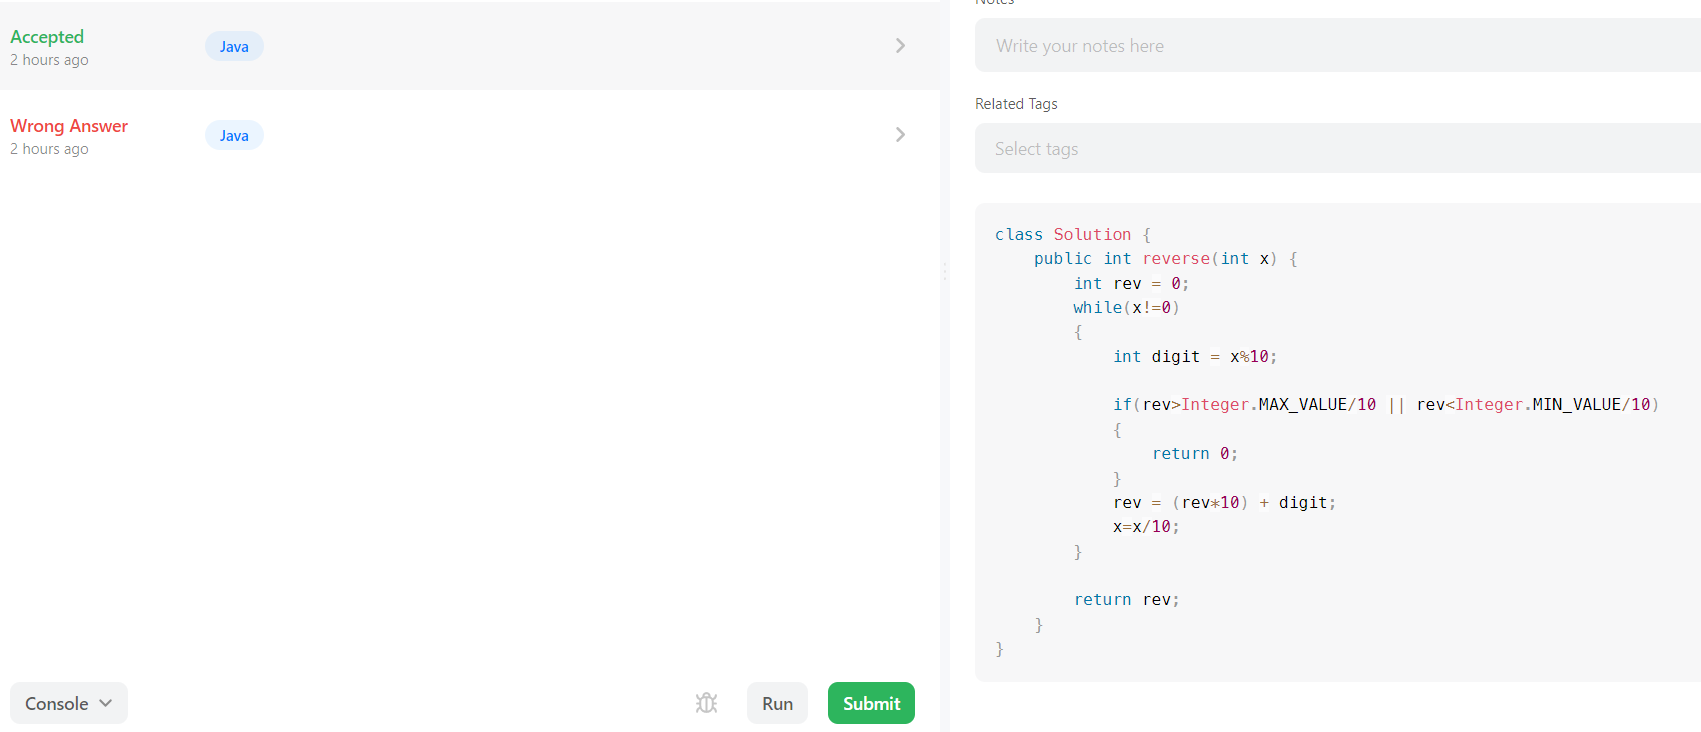 Accepted
2 hours ago
Java
Wrong Answer
2 hours ago
Java
Console
Run
Submit
Notes
Write your notes here
Related Tags
Select tags
class Solution {
    public int reverse(int x) {
        int rev = 0;
        while(x!=0)
        {
            int digit = x%10;

            if(rev>Integer.MAX_VALUE/10 || rev<Integer.MIN_VALUE/10)
            {
                return 0;
            }
            rev = (rev*10) + digit;
            x=x/10;
        }

        return rev;
    }
}